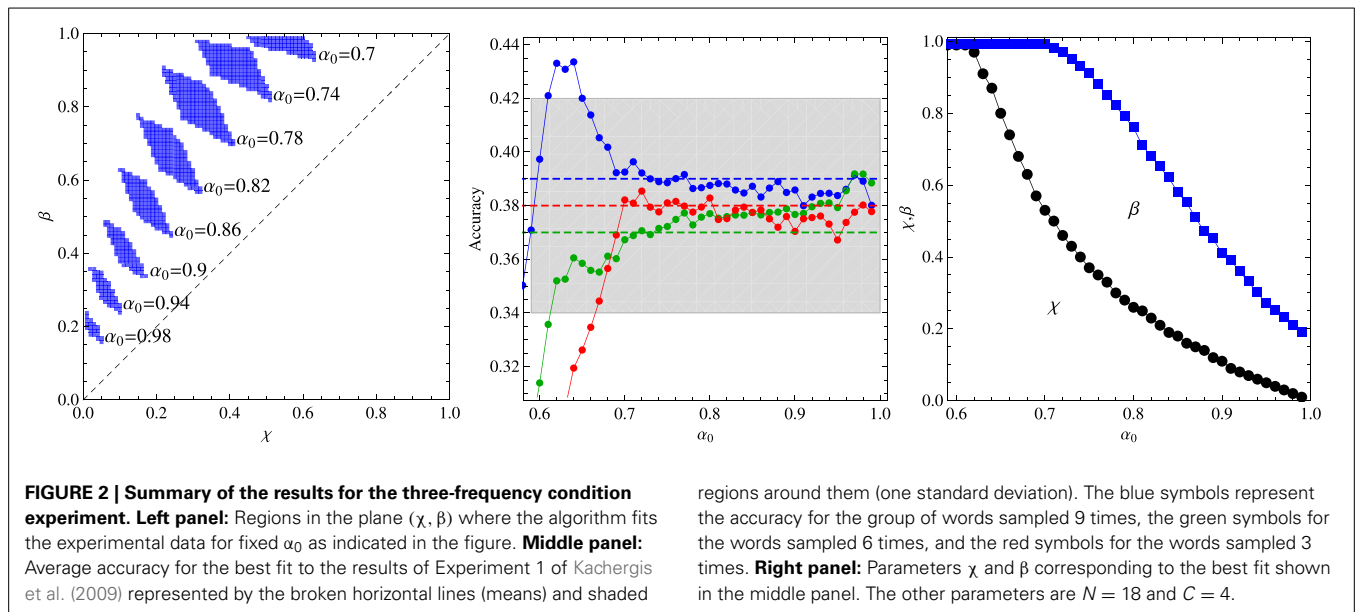 1.0
0.8
0.6
0.4
0.2
0.0
β
0.0 0.2 0.4 0.6 0.8 1.0
χ
α0=0.7
α0=0.74
α0=0.78
α0=0.82
α0=0.86
α0=0.9
α0=0.94
α0=0.98
0.44
0.42
0.40
0.38
0.36
0.34
0.32
Accuracy
0.6 0.7 0.8 0.9 1.0
α0
1.0
0.8
0.6
0.4
0.2
0.0
χ,β
β
χ
0.6 0.7 0.8 0.9 1.0
α0
FIGURE 2 | Summary of the results for the three-frequency condition
experiment. Left panel: Regions in the plane (χ, β) where the algorithm fits
the experimental data for fixed α0 as indicated in the figure. Middle panel:
Average accuracy for the best fit to the results of Experiment 1 of Kachergis
et al. (2009) represented by the broken horizontal lines (means) and shaded
regions around them (one standard deviation). The blue symbols represent
the accuracy for the group of words sampled 9 times, the green symbols for
the words sampled 6 times, and the red symbols for the words sampled 3
times. Right panel: Parameters χ and β corresponding to the best fit shown
in the middle panel. The other parameters are N = 18 and C = 4.